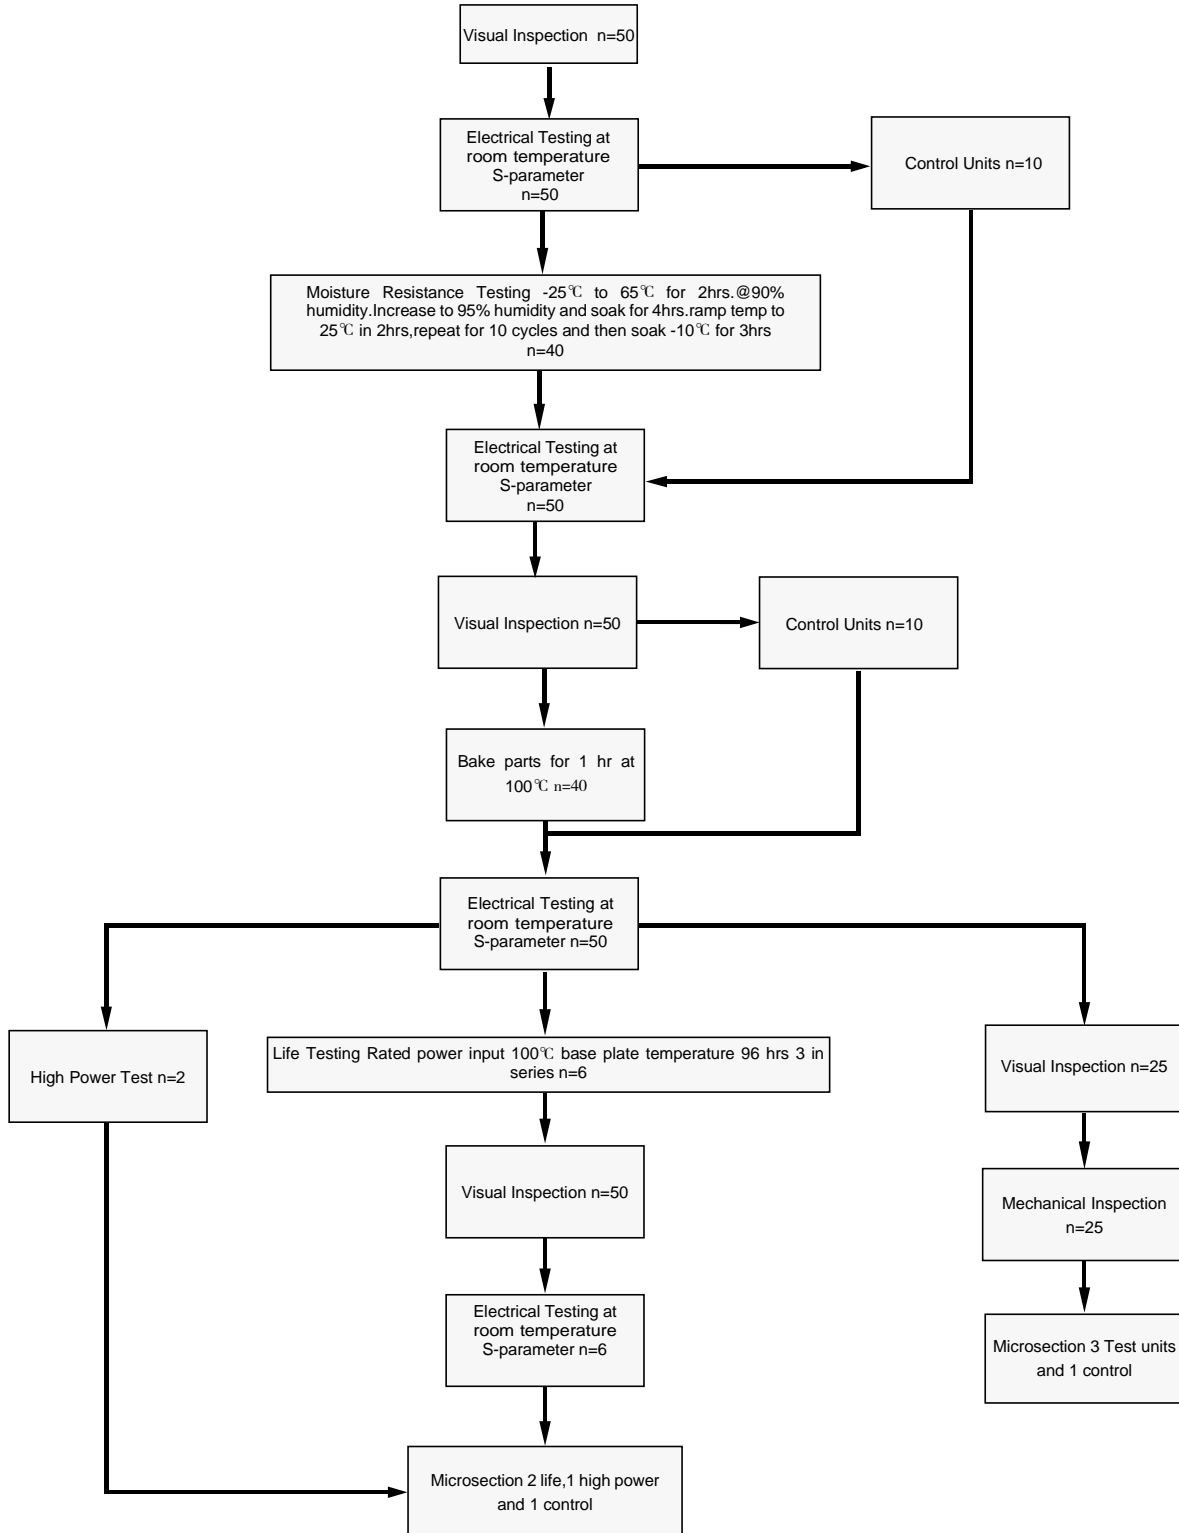 Visual Inspection n=50
Electrical Testing at
room temperature
S-parameter
n=50
Control Units n=10
Moisture Resistance Testing -25℃ to 65℃ for 2hrs.@90%
humidity.Increase to 95% humidity and soak for 4hrs.ramp temp to
25℃ in 2hrs,repeat for 10 cycles and then soak -10℃ for 3hrs
n=40
Electrical Testing at
room temperature
S-parameter
n=50
Visual Inspection n=50
Control Units n=10
Bake parts for 1 hr at
100℃ n=40
Electrical Testing at
room temperature
S-parameter n=50
High Power Test n=2
Life Testing Rated power input 100℃ base plate temperature 96 hrs 3 in
series n=6
Visual Inspection n=25
Visual Inspection n=50
Mechanical Inspection
n=25
Electrical Testing at
room temperature
S-parameter n=6
Microsection 3 Test units
and 1 control
Microsection 2 life,1 high power
and 1 control